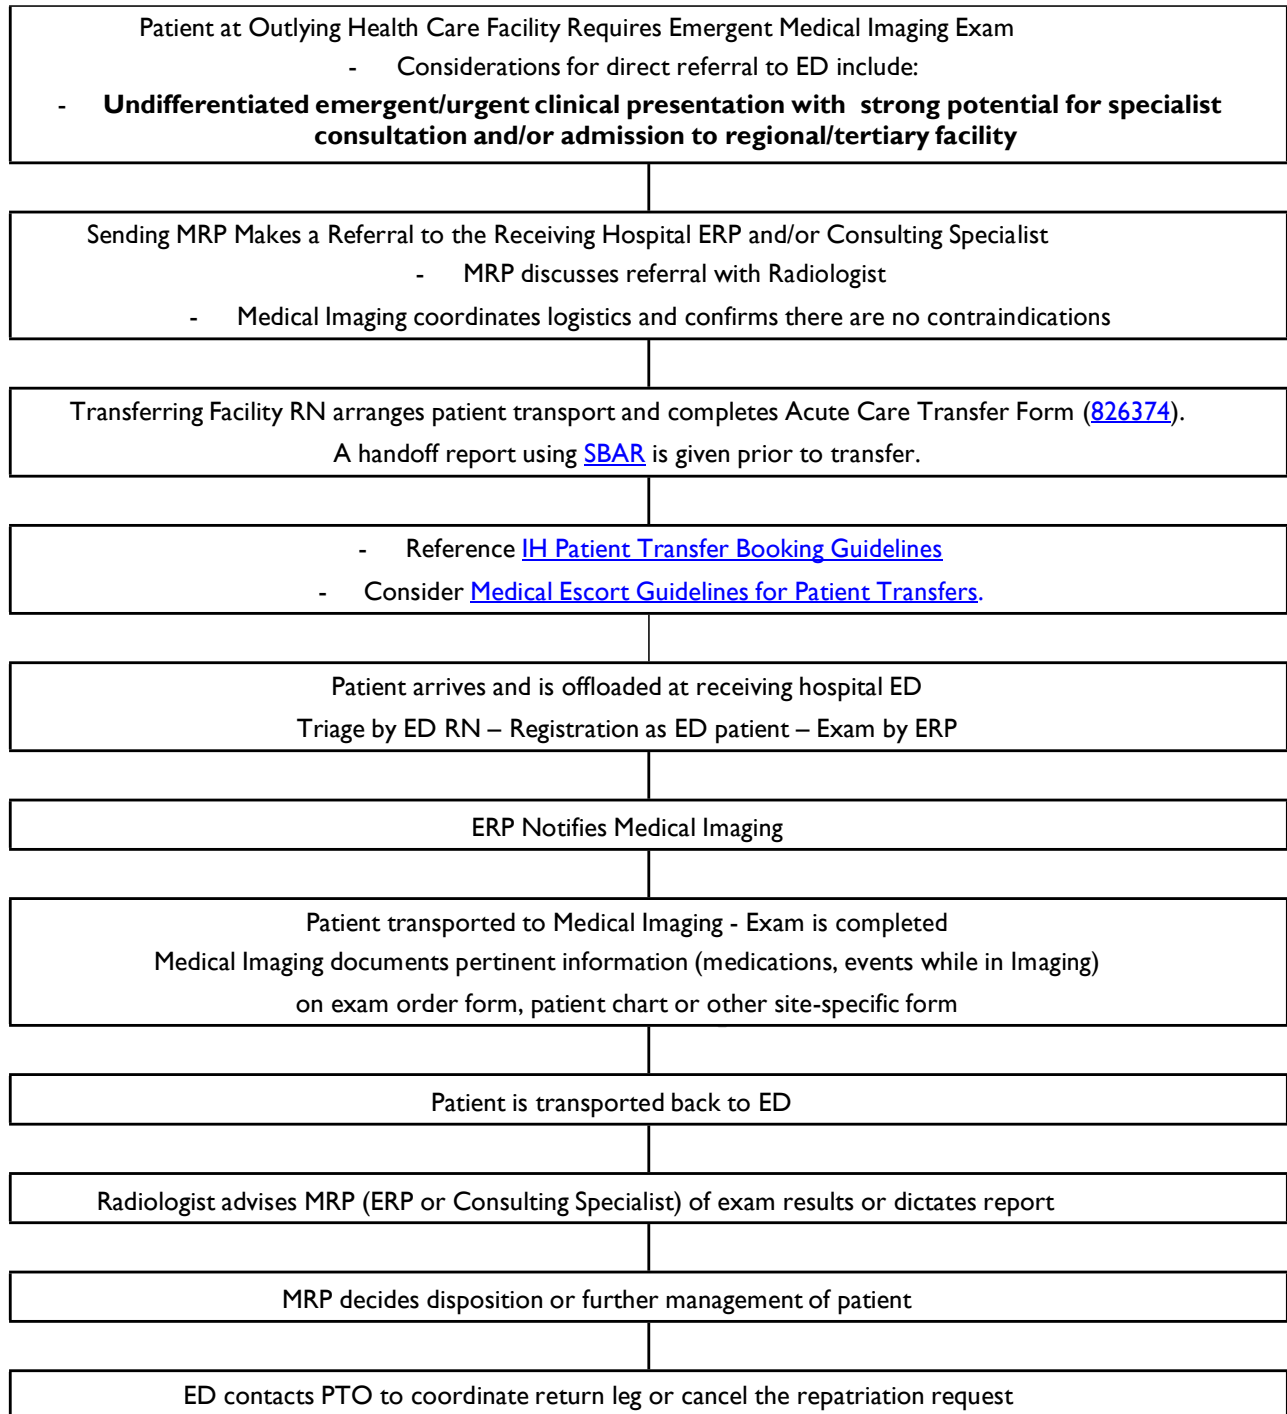 Patient at Outlying Health Care Facility Requires Emergent Medical Imaging Exam
- Considerations for direct referral to ED include:
- Undifferentiated emergent/urgent clinical presentation with strong potential for specialist
consultation and/or admission to regional/tertiary facility
Sending MRP Makes a Referral to the Receiving Hospital ERP and/or Consulting Specialist
- MRP discusses referral with Radiologist
- Medical Imaging coordinates logistics and confirms there are no contraindications
Transferring Facility RN arranges patient transport and completes Acute Care Transfer Form (826374).
A handoff report using SBAR is given prior to transfer.
- Reference IH Patient Transfer Booking Guidelines
- Consider Medical Escort Guidelines for Patient Transfers.
Patient arrives and is offloaded at receiving hospital ED
Triage by ED RN – Registration as ED patient – Exam by ERP
ERP Notifies Medical Imaging
Patient transported to Medical Imaging - Exam is completed
Medical Imaging documents pertinent information (medications, events while in Imaging)
on exam order form, patient chart or other site-specific form
Patient is transported back to ED
Radiologist advises MRP (ERP or Consulting Specialist) of exam results or dictates report
MRP decides disposition or further management of patient
ED contacts PTO to coordinate return leg or cancel the repatriation request